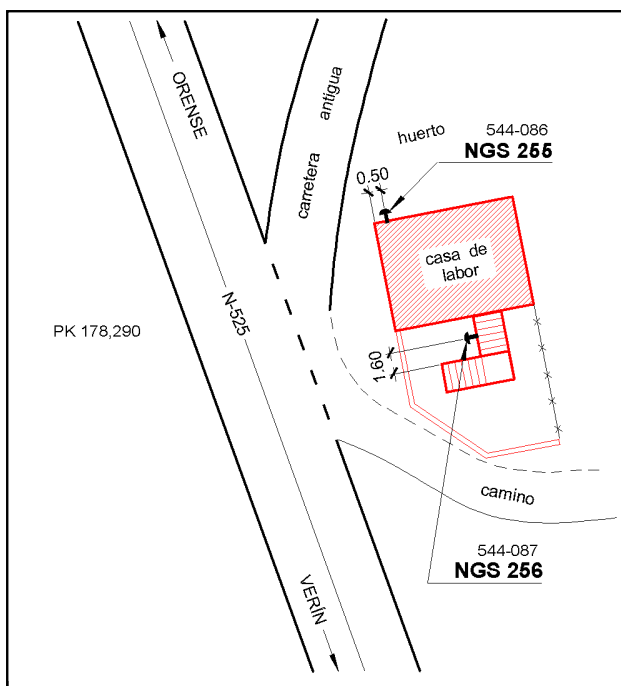 ORENSE
antigua
carretera
huerto
544-086
NGS 255
0.50
casa de
labor
N-525
PK 178,290
1.60
camino
544-087
NGS 256
VERÍN